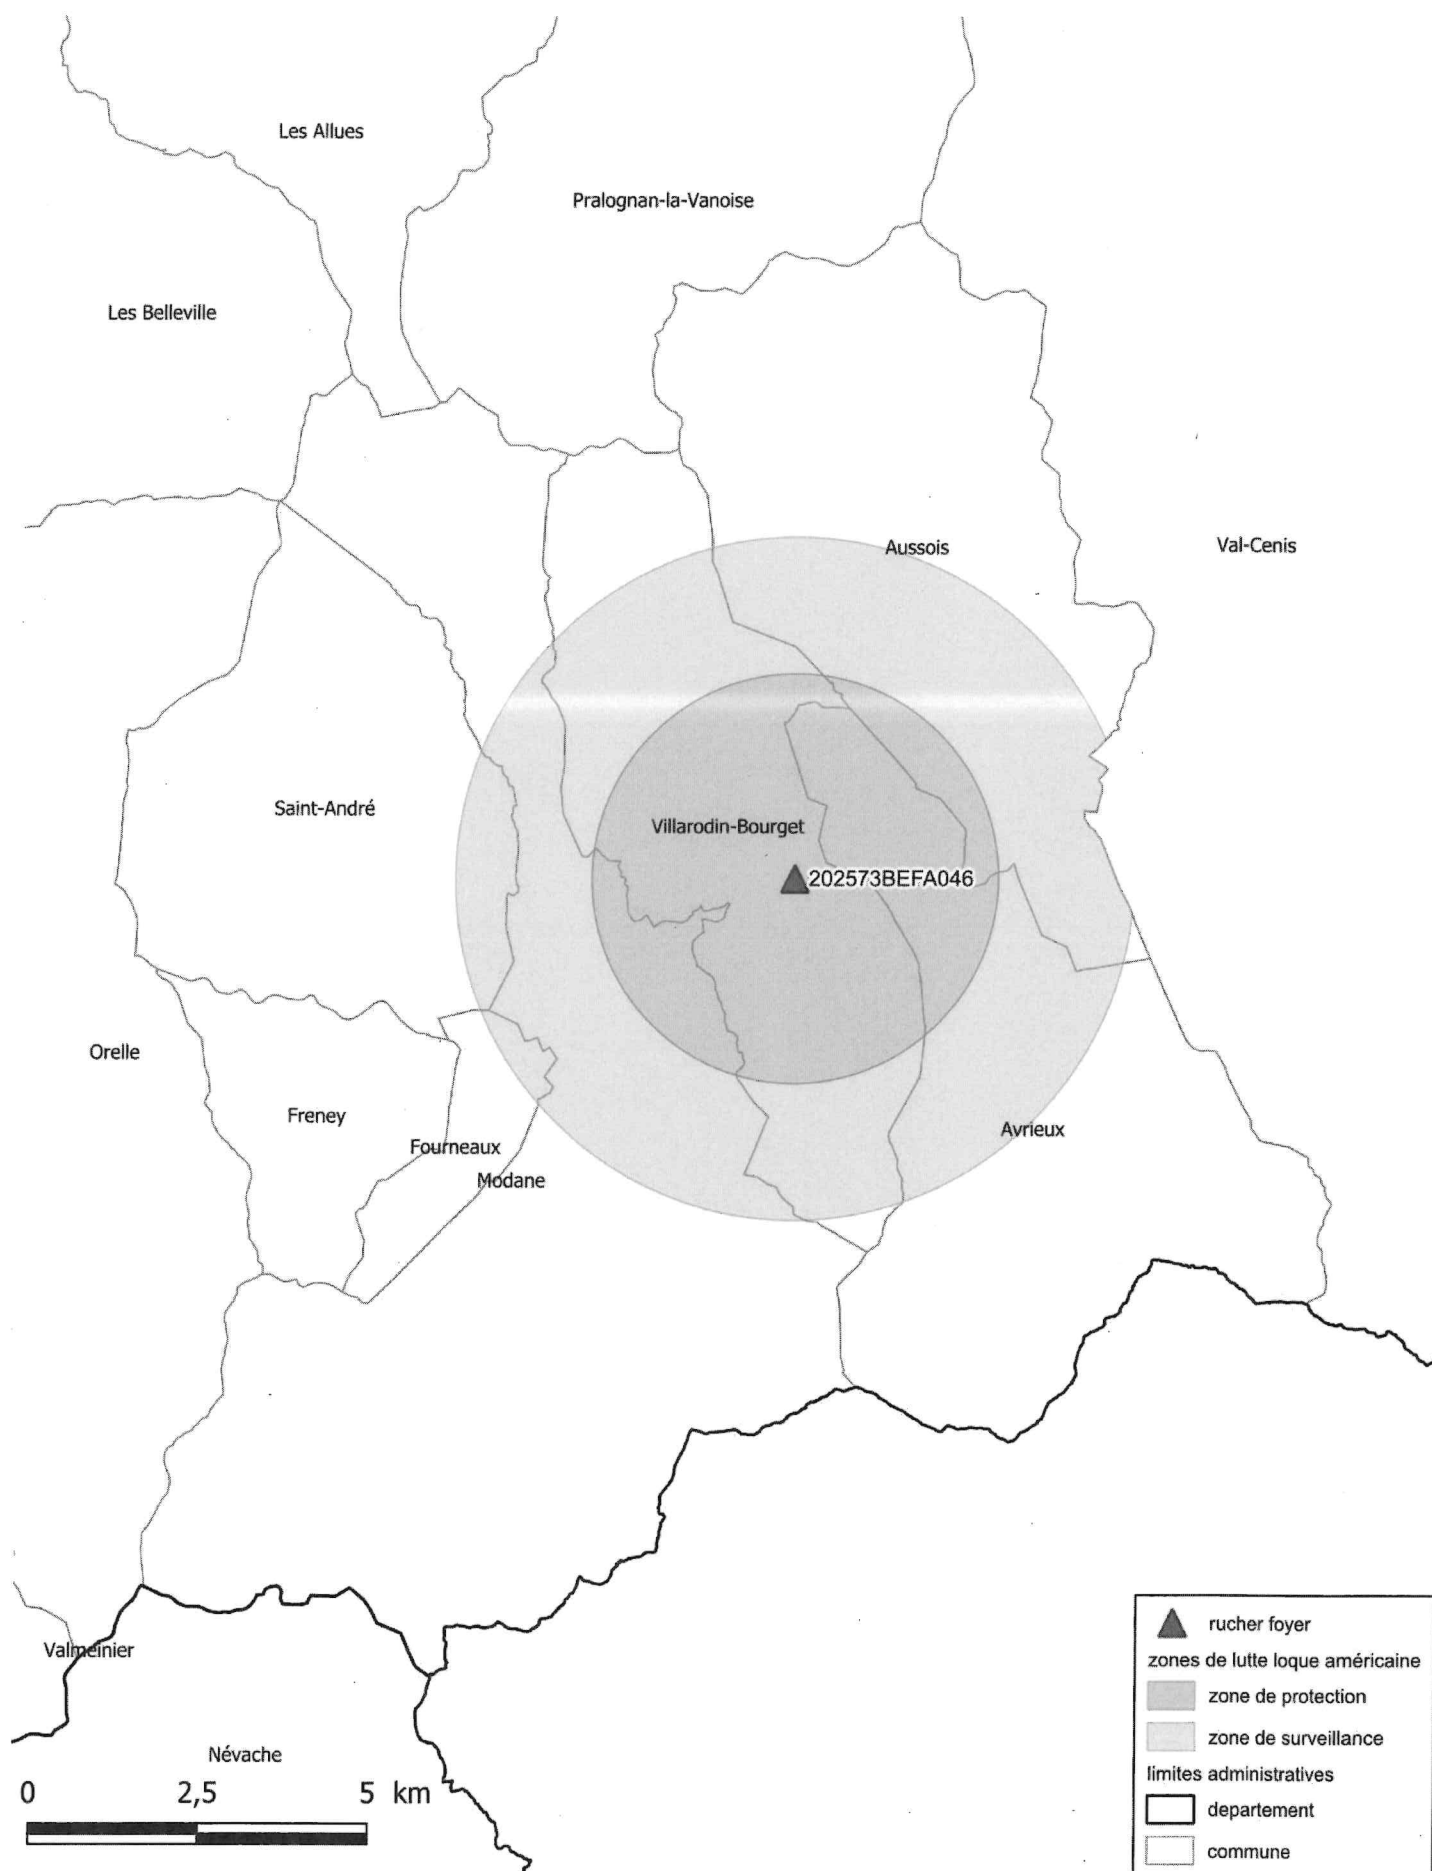 Les Allues
Pralognan-la-Vanoise
Les Belleville
Aussois
Val-Cenis
Saint-André
Villarodin-Bourget
202573BEFA046
Orelle
Freney
Fourneaux
Avrieux
Modane
Valmeinier
Névache
0 2,5 5 km
rucher foyer
zones de lutte loque américaine
zone de protection
zone de surveillance
limites administratives
departement
commune